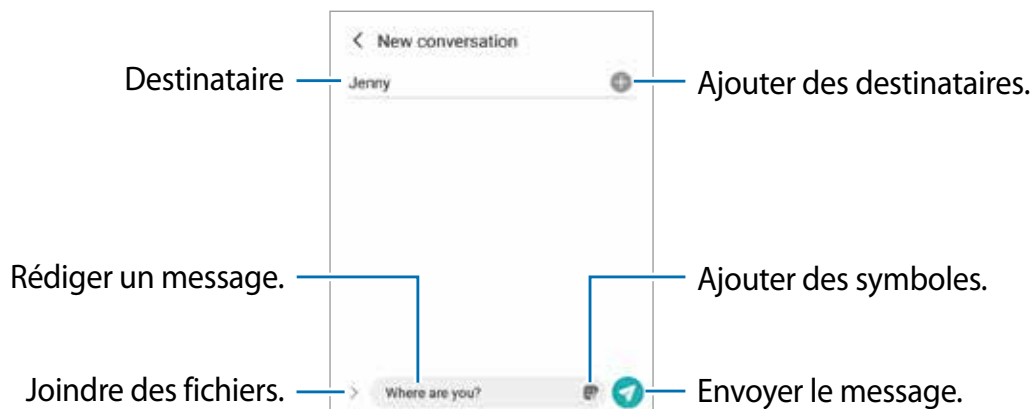 New conversation
Destinataire
Jenny
Ajouter des destinataires.
Rédiger un message.
Ajouter des symboles.
Joindre des fichiers.
Where are you?
Envoyer le message.